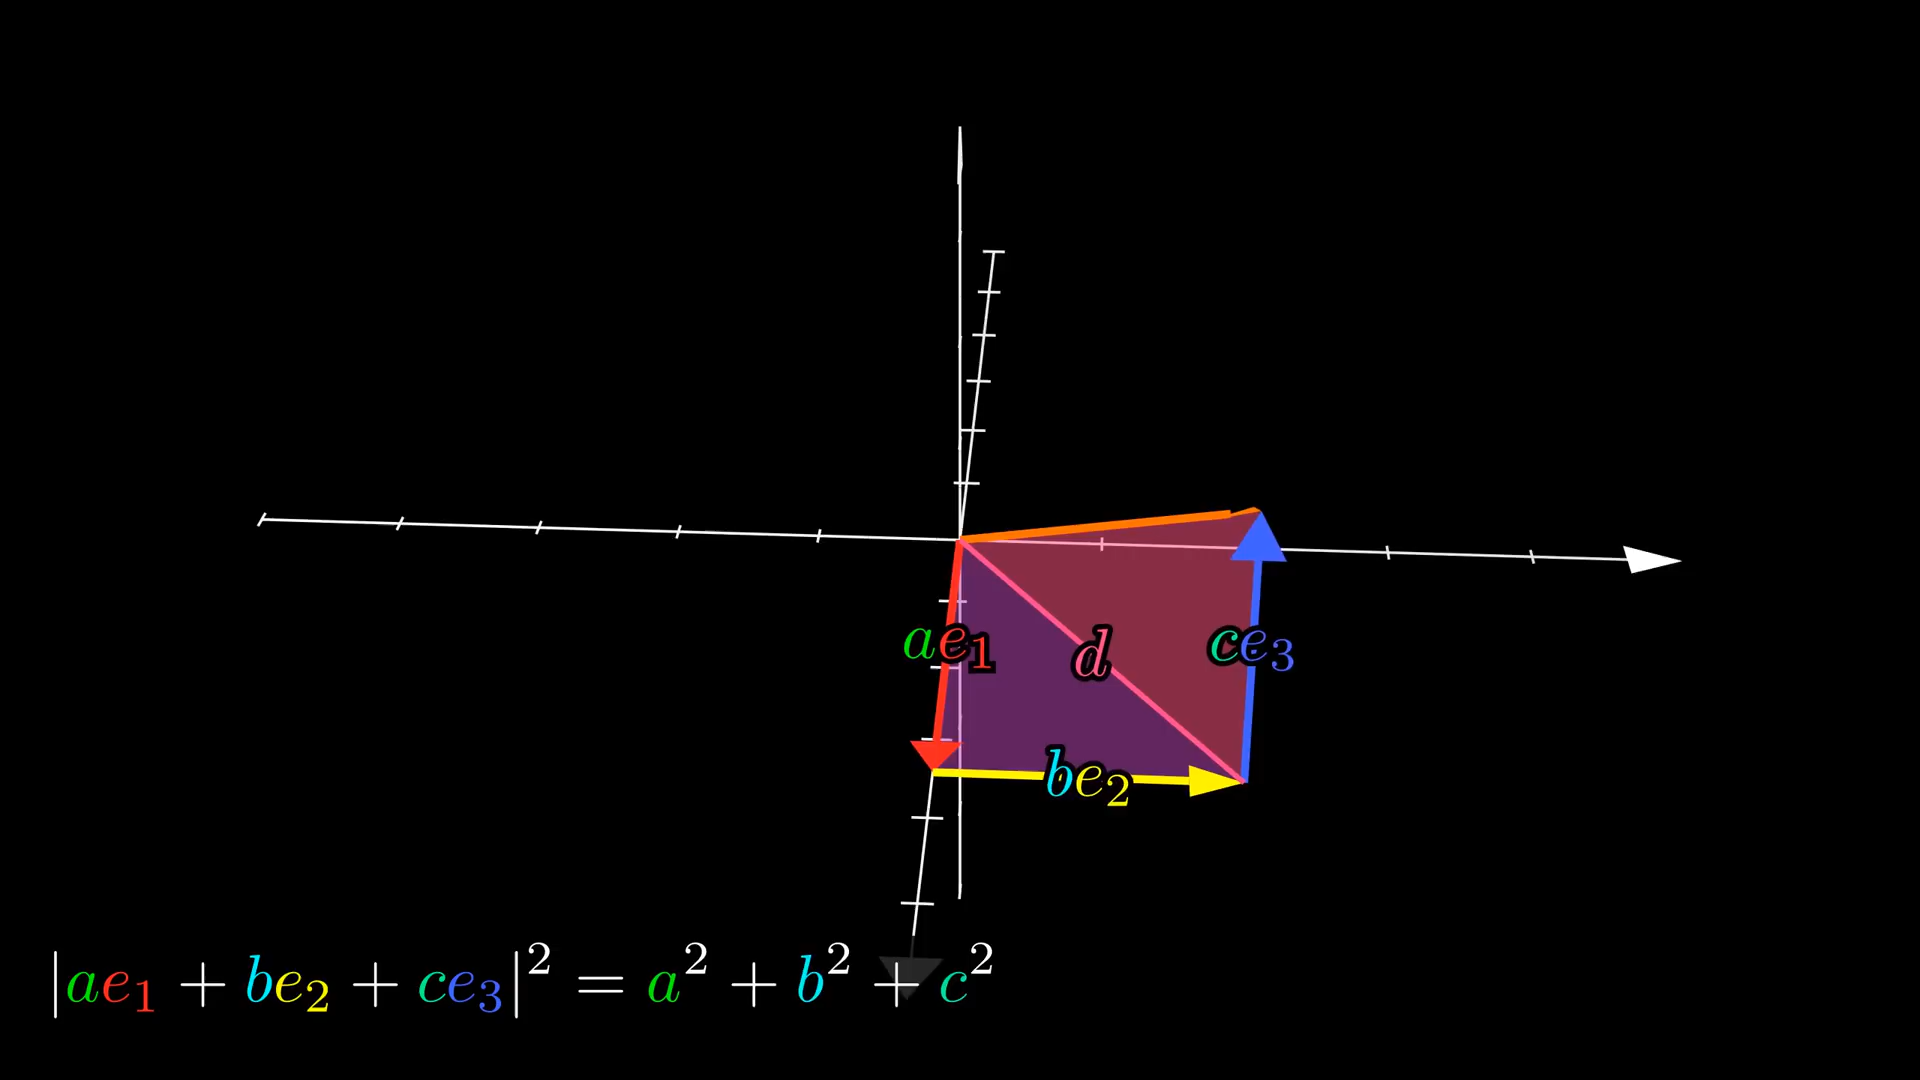 ae₁
d
ce₃
be₂
|ae₁ + be₂ + ce₃|² = a² + b² + c²